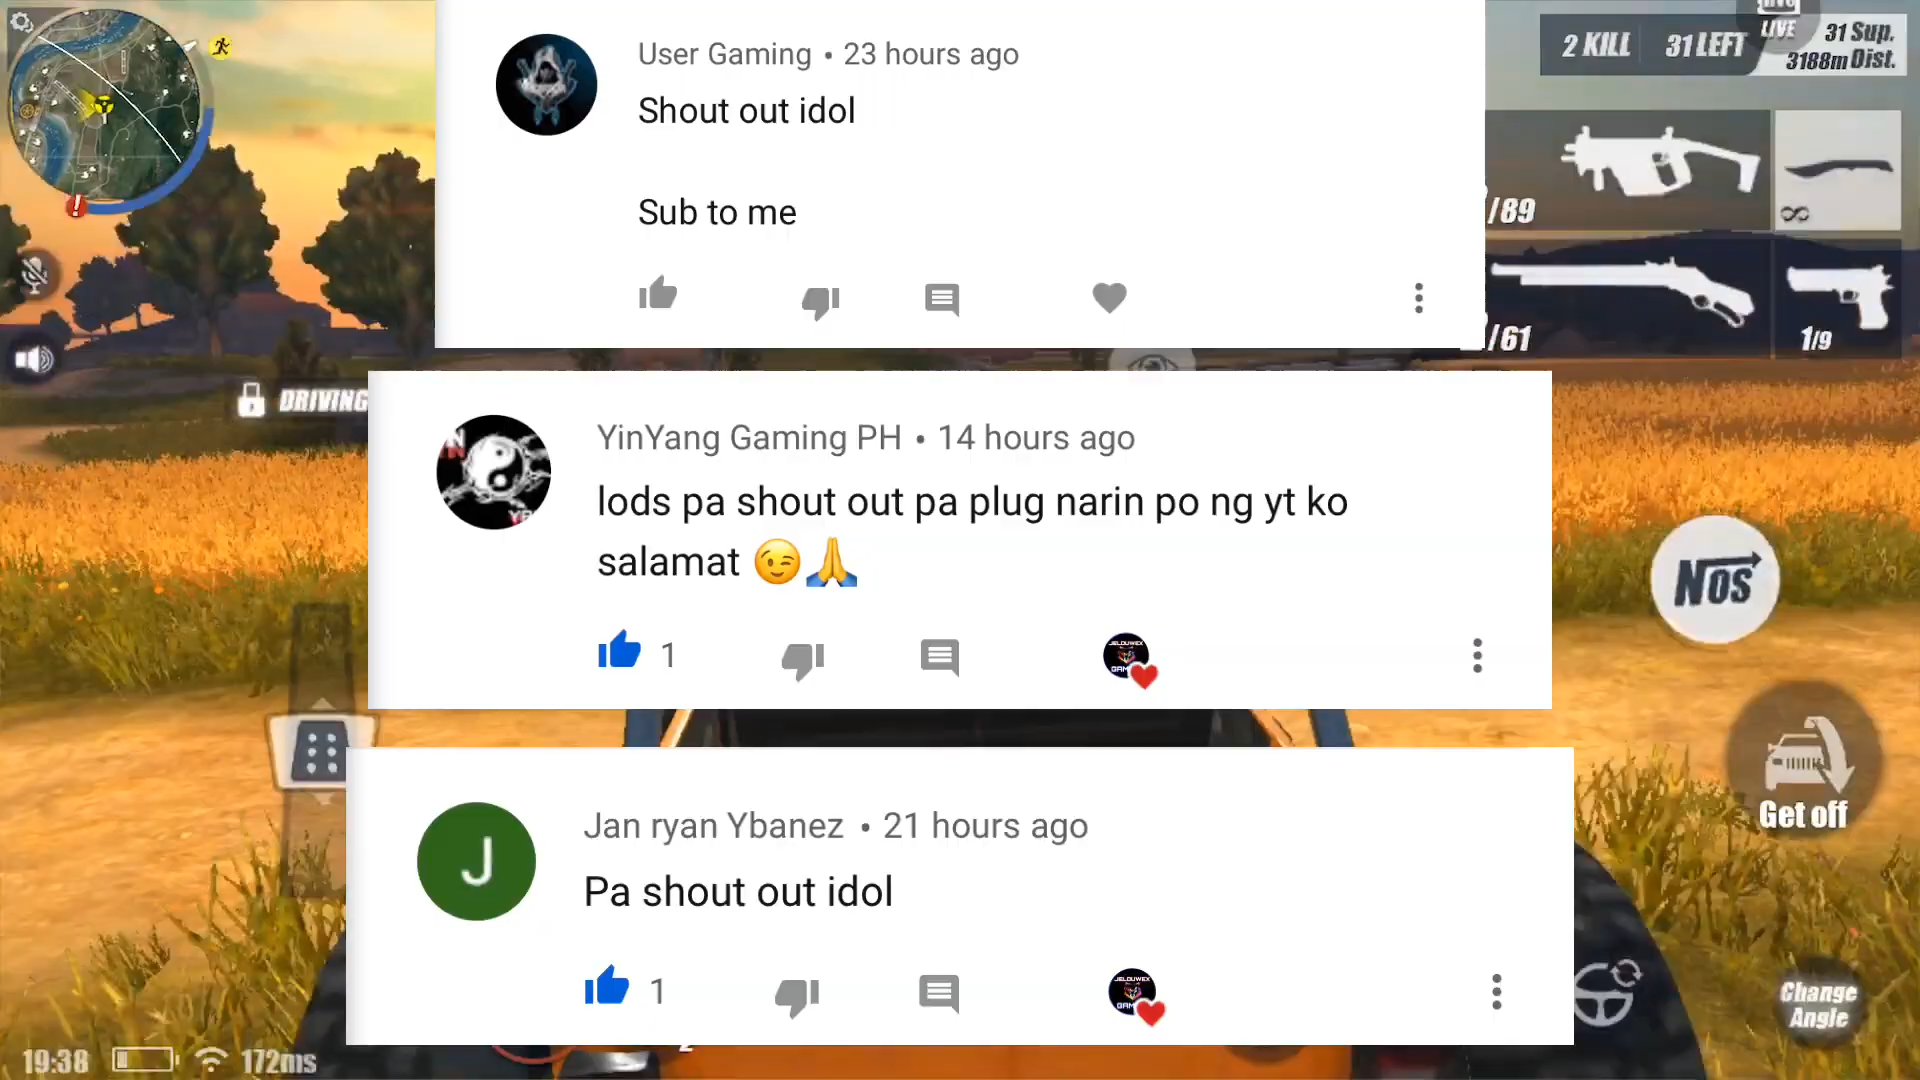 User Gaming • 23 hours ago
Shout out idol
Sub to me
YinYang Gaming PH • 14 hours ago
lods pa shout out pa plug narin po ng yt ko
salamat 😉🙏
1
Jan ryan Ybanez • 21 hours ago
J
Pa shout out idol
1
2 KILL 31 LEFT
LIVE
31 Sup.
3188m Dist.
/89
/61
1/9
DRIVING
NOS
Get off
Change
Angle
19:38 172ms